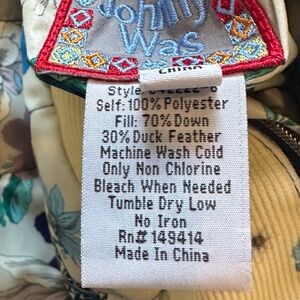 Johnny
Was
CHINA
Style:
Self: 100% Polyester
Fill: 70% Down
30% Duck Feather
Machine Wash Cold
Only Non Chlorine
Bleach When Needed
Tumble Dry Low
No Iron
Rn# 149414
Made In China